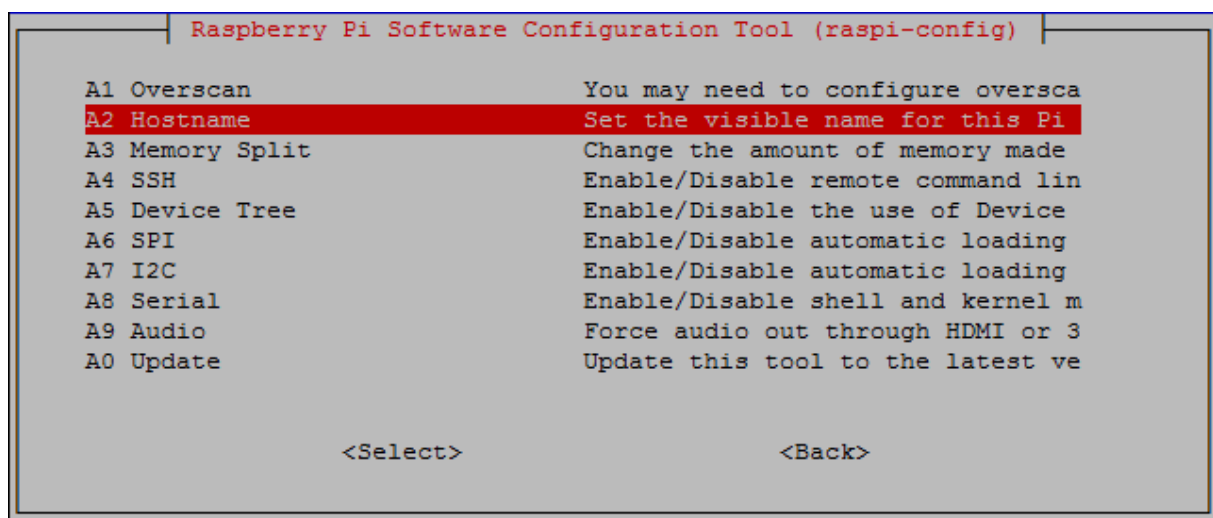 Raspberry Pi Software Configuration Tool (raspi-config)
A1 Overscan You may need to configure oversca
A2 Hostname Set the visible name for this Pi
A3 Memory Split Change the amount of memory made
A4 SSH Enable/Disable remote command lin
A5 Device Tree Enable/Disable the use of Device
A6 SPI Enable/Disable automatic loading
A7 I2C Enable/Disable automatic loading
A8 Serial Enable/Disable shell and kernel m
A9 Audio Force audio out through HDMI or 3
A0 Update Update this tool to the latest ve
<Select> <Back>